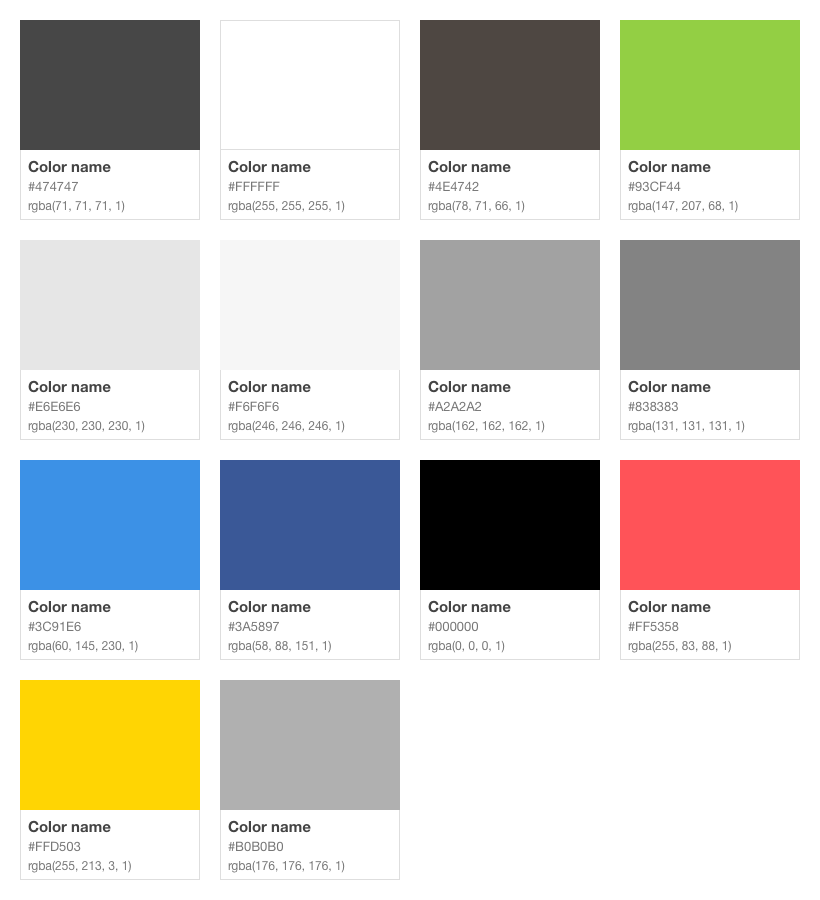 Color name
#474747
rgba(71, 71, 71, 1)
Color name
#FFFFFF
rgba(255, 255, 255, 1)
Color name
#4E4742
rgba(78, 71, 66, 1)
Color name
#93CF44
rgba(147, 207, 68, 1)
Color name
#E6E6E6
rgba(230, 230, 230, 1)
Color name
#F6F6F6
rgba(246, 246, 246, 1)
Color name
#A2A2A2
rgba(162, 162, 162, 1)
Color name
#838383
rgba(131, 131, 131, 1)
Color name
#3C91E6
rgba(60, 145, 230, 1)
Color name
#3A5897
rgba(58, 88, 151, 1)
Color name
#000000
rgba(0, 0, 0, 1)
Color name
#FF5358
rgba(255, 83, 88, 1)
Color name
#FFD503
rgba(255, 213, 3, 1)
Color name
#B0B0B0
rgba(176, 176, 176, 1)